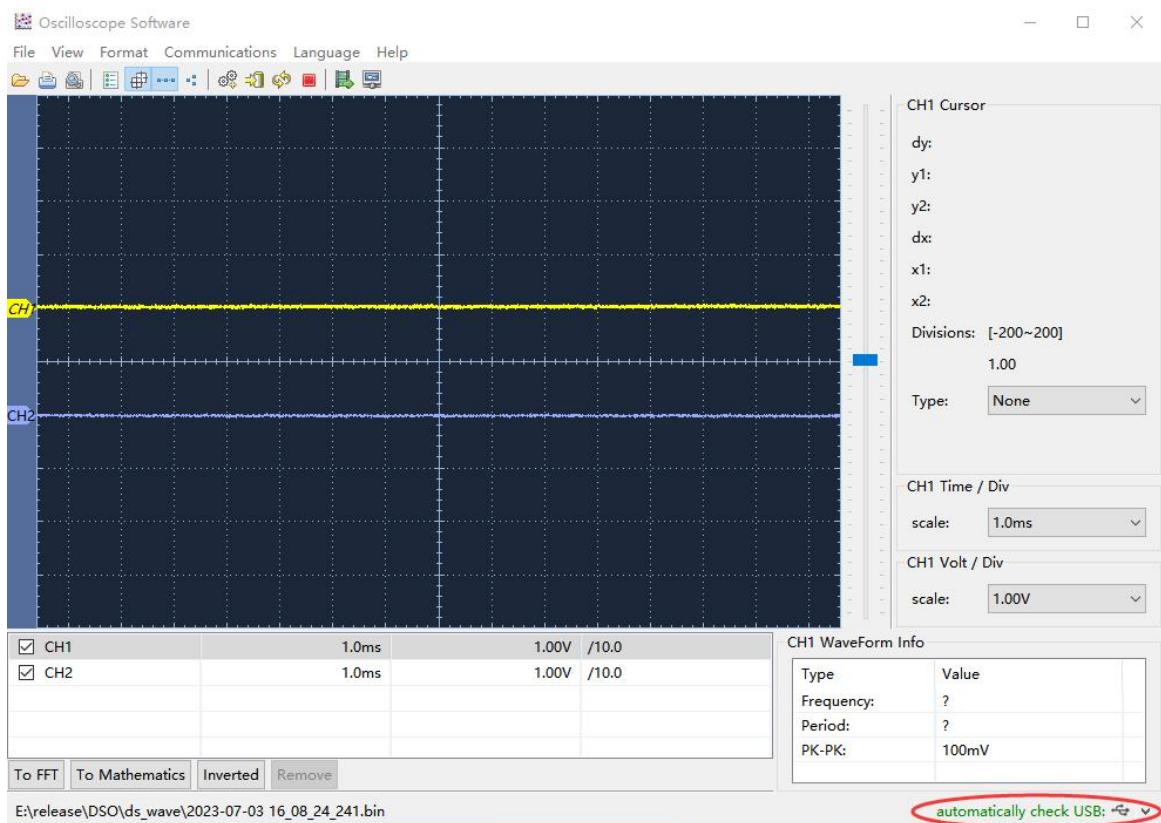 Oscilloscope Software
File View Format Communications Language Help
CH1 Cursor
dy:
y1:
y2:
dx:
x1:
x2:
Divisions: [-200~200]
1.00
Type: None
CH1 Time / Div
scale: 1.0ms
CH1 Volt / Div
scale: 1.00V
CH
CH2
CH1 1.0ms 1.00V /10.0
CH2 1.0ms 1.00V /10.0
CH1 WaveForm Info
Type Value
Frequency: ?
Period: ?
PK-PK: 100mV
To FFT To Mathematics Inverted Remove
E:\release\DSO\ds_wave\2023-07-03 16_08_24_241.bin
automatically check USB: